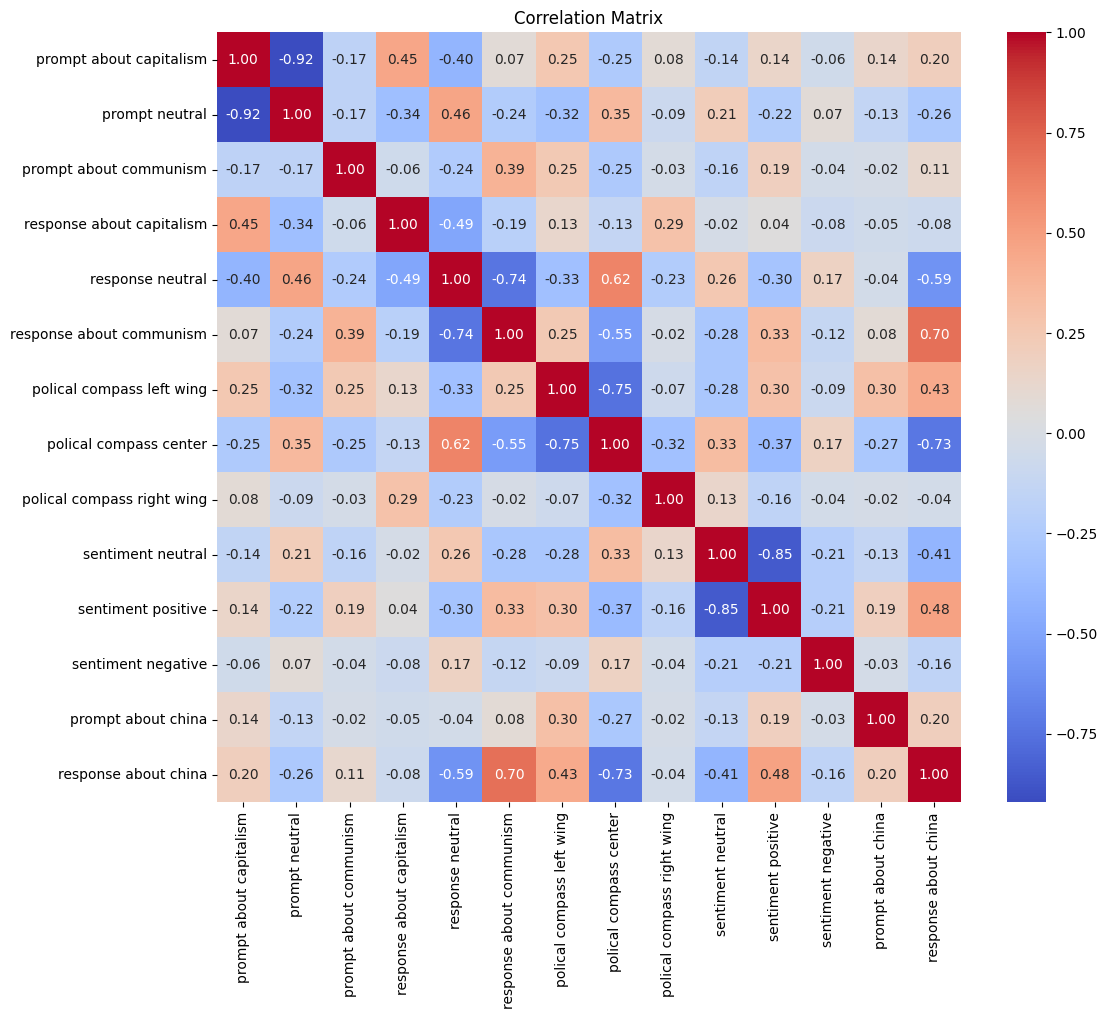 Correlation Matrix
prompt about capitalism 1.00 -0.92 -0.17 0.45 -0.40 0.07 0.25 -0.25 0.08 -0.14 0.14 -0.06 0.14 0.20
prompt neutral -0.92 1.00 -0.17 -0.34 0.46 -0.24 -0.32 0.35 -0.09 0.21 -0.22 0.07 -0.13 -0.26
prompt about communism -0.17 -0.17 1.00 -0.06 -0.24 0.39 0.25 -0.25 -0.03 -0.16 0.19 -0.04 -0.02 0.11
response about capitalism 0.45 -0.34 -0.06 1.00 -0.49 -0.19 0.13 -0.13 0.29 -0.02 0.04 -0.08 -0.05 -0.08
response neutral -0.40 0.46 -0.24 -0.49 1.00 -0.74 -0.33 0.62 -0.23 0.26 -0.30 0.17 -0.04 -0.59
response about communism 0.07 -0.24 0.39 -0.19 -0.74 1.00 0.25 -0.55 -0.02 -0.28 0.33 -0.12 0.08 0.70
polical compass left wing 0.25 -0.32 0.25 0.13 -0.33 0.25 1.00 -0.75 -0.07 -0.28 0.30 -0.09 0.30 0.43
polical compass center -0.25 0.35 -0.25 -0.13 0.62 -0.55 -0.75 1.00 -0.32 0.33 -0.37 0.17 -0.27 -0.73
polical compass right wing 0.08 -0.09 -0.03 0.29 -0.23 -0.02 -0.07 -0.32 1.00 0.13 -0.16 -0.04 -0.02 -0.04
sentiment neutral -0.14 0.21 -0.16 -0.02 0.26 -0.28 -0.28 0.33 0.13 1.00 -0.85 -0.21 -0.13 -0.41
sentiment positive 0.14 -0.22 0.19 0.04 -0.30 0.33 0.30 -0.37 -0.16 -0.85 1.00 -0.21 0.19 0.48
sentiment negative -0.06 0.07 -0.04 -0.08 0.17 -0.12 -0.09 0.17 -0.04 -0.21 -0.21 1.00 -0.03 -0.16
prompt about china 0.14 -0.13 -0.02 -0.05 -0.04 0.08 0.30 -0.27 -0.02 -0.13 0.19 -0.03 1.00 0.20
response about china 0.20 -0.26 0.11 -0.08 -0.59 0.70 0.43 -0.73 -0.04 -0.41 0.48 -0.16 0.20 1.00
prompt about capitalism
prompt neutral
prompt about communism
response about capitalism
response neutral
response about communism
polical compass left wing
polical compass center
polical compass right wing
sentiment neutral
sentiment positive
sentiment negative
prompt about china
response about china
1.00
0.75
0.50
0.25
0.00
−0.25
−0.50
−0.75